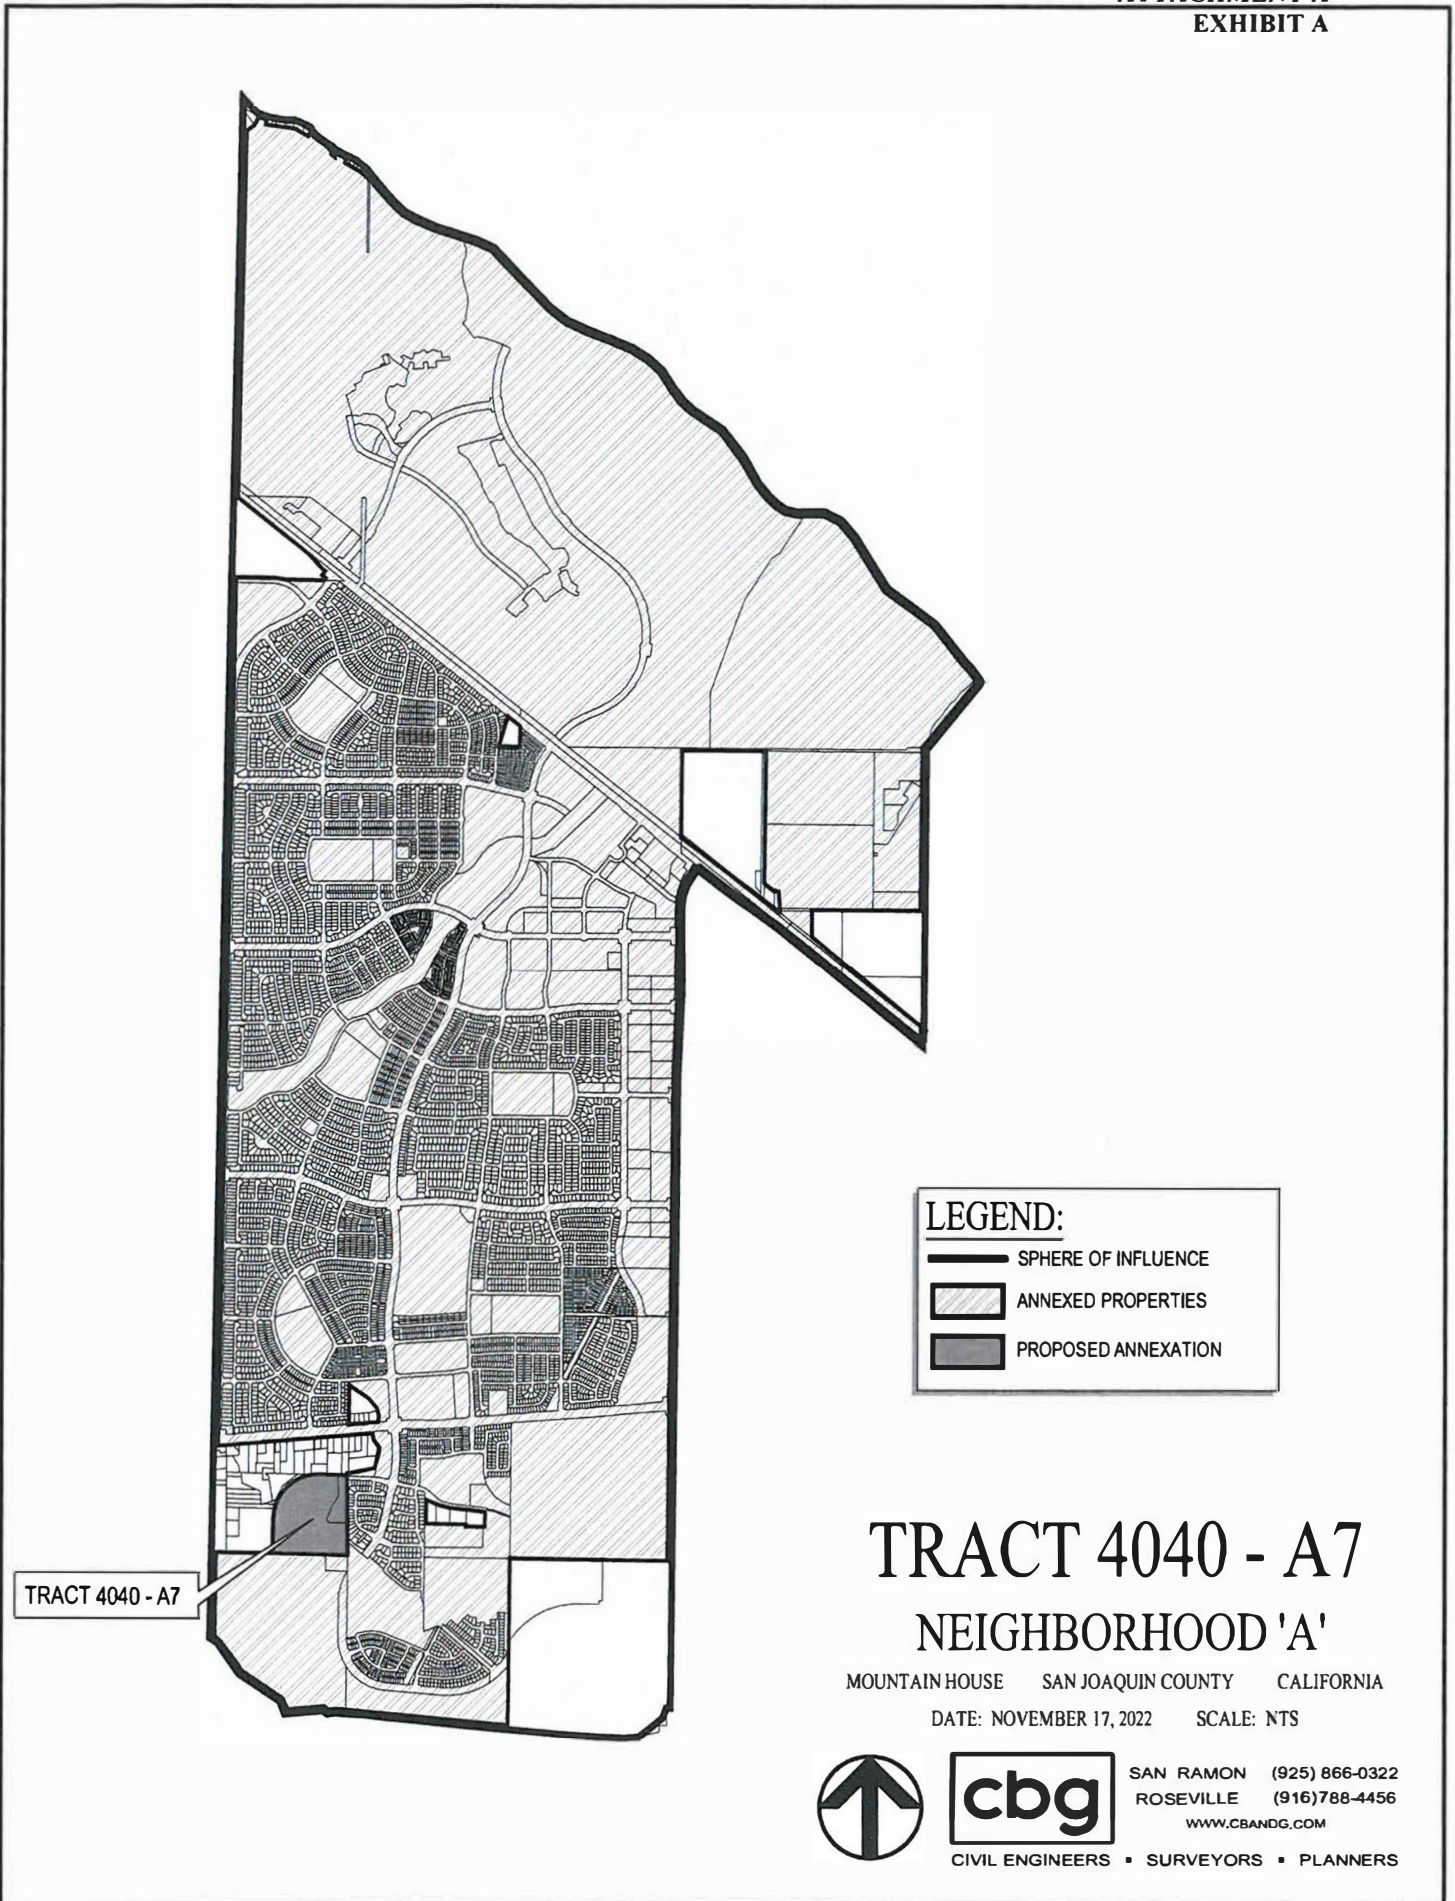 EXHIBIT A
LEGEND:
SPHERE OF INFLUENCE
ANNEXED PROPERTIES
PROPOSED ANNEXATION
TRACT 4040 - A7
TRACT 4040 - A7
NEIGHBORHOOD 'A'
MOUNTAIN HOUSE SAN JOAQUIN COUNTY CALIFORNIA
DATE: NOVEMBER 17, 2022 SCALE: NTS
cbg
SAN RAMON (925) 866-0322
ROSEVILLE (916)788-4456
WWW.CBANDG.COM
CIVIL ENGINEERS ▪ SURVEYORS ▪ PLANNERS